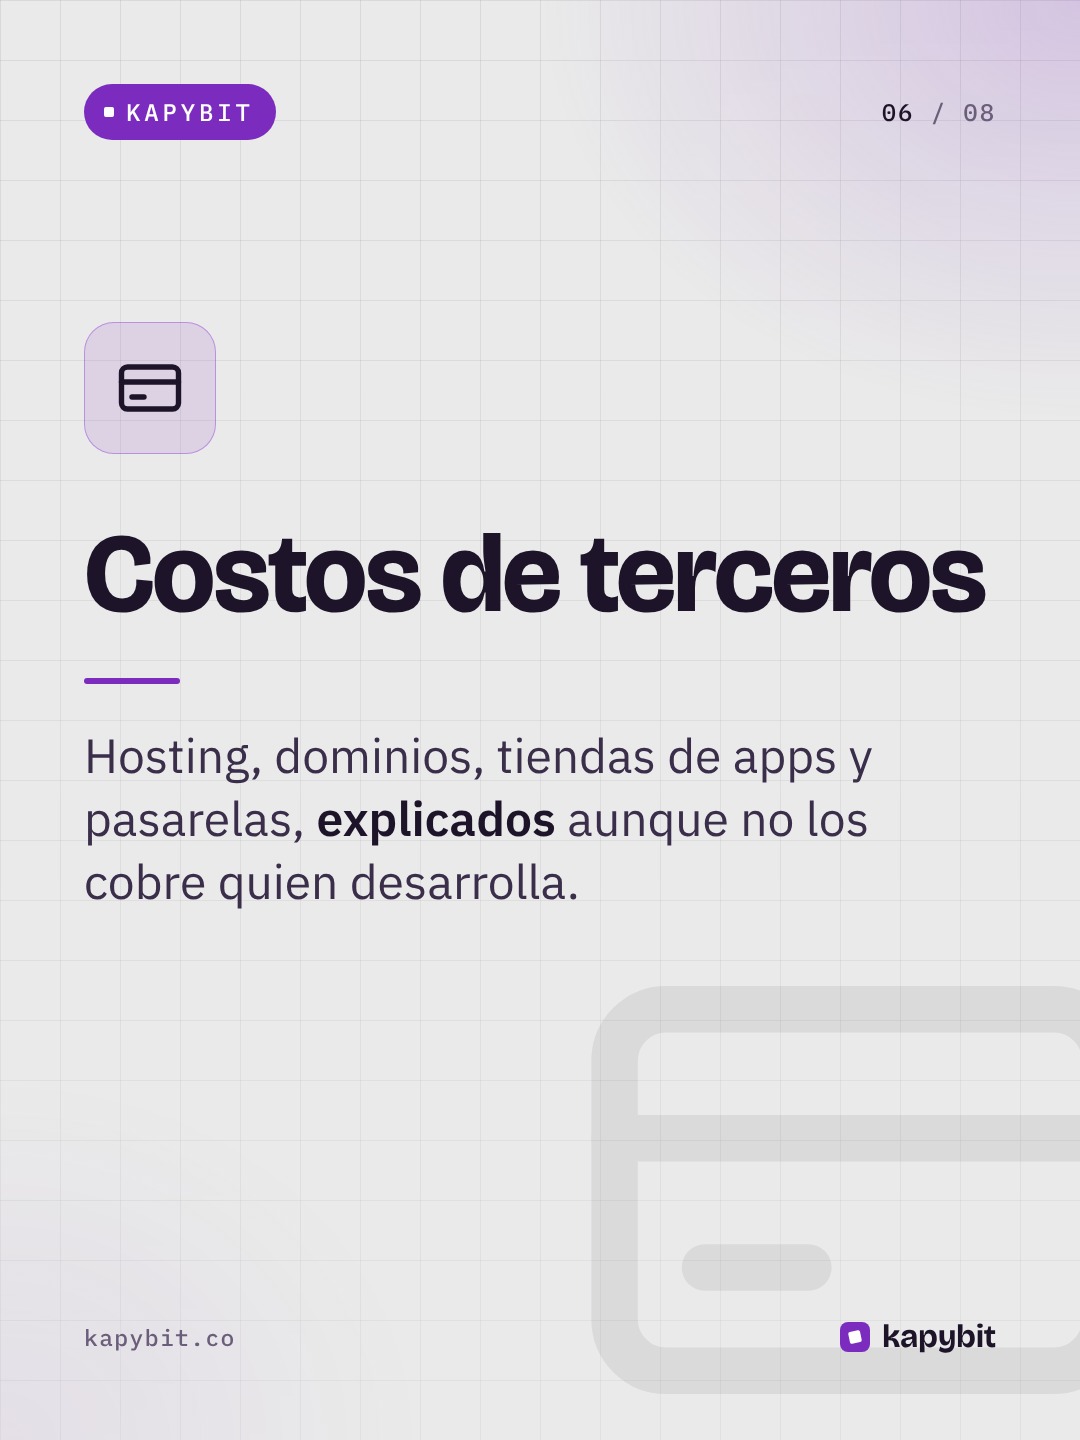 KAPYBIT
06 / 08
Costos de terceros
Hosting, dominios, tiendas de apps y
pasarelas, explicados aunque no los
cobre quien desarrolla.
kapybit.co
kapybit